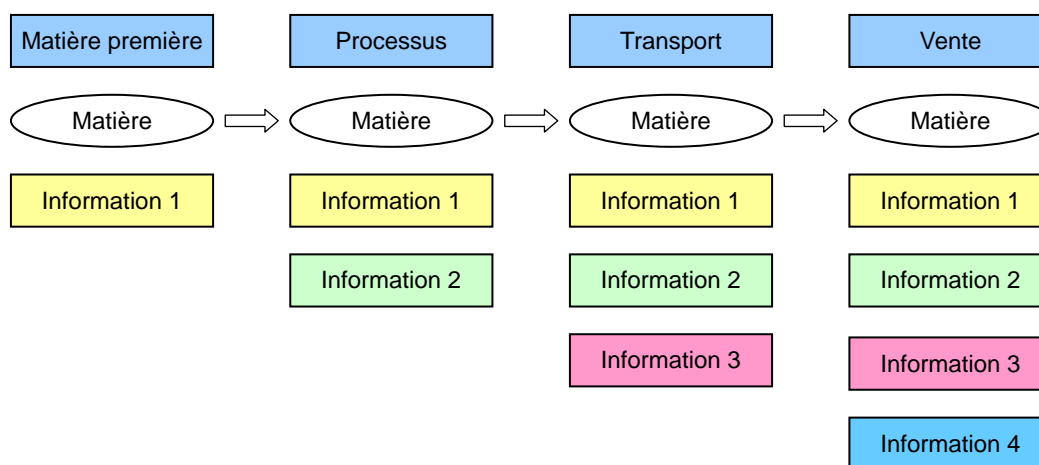 Matière première
Processus
Transport
Vente
Matière
Matière
Matière
Matière
Information 1
Information 1
Information 1
Information 1
Information 2
Information 2
Information 2
Information 3
Information 3
Information 4